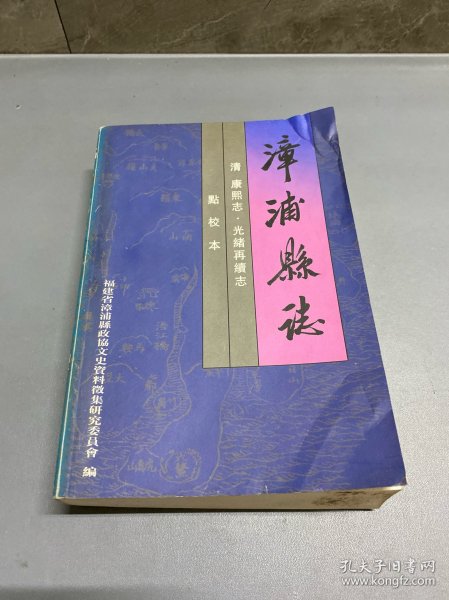 漳浦縣誌
清 康熙志·光緒再續志
點校本
福建省漳浦縣政協文史資料徵集研究委員會 編
孔夫子旧书网
www.kongfz.com